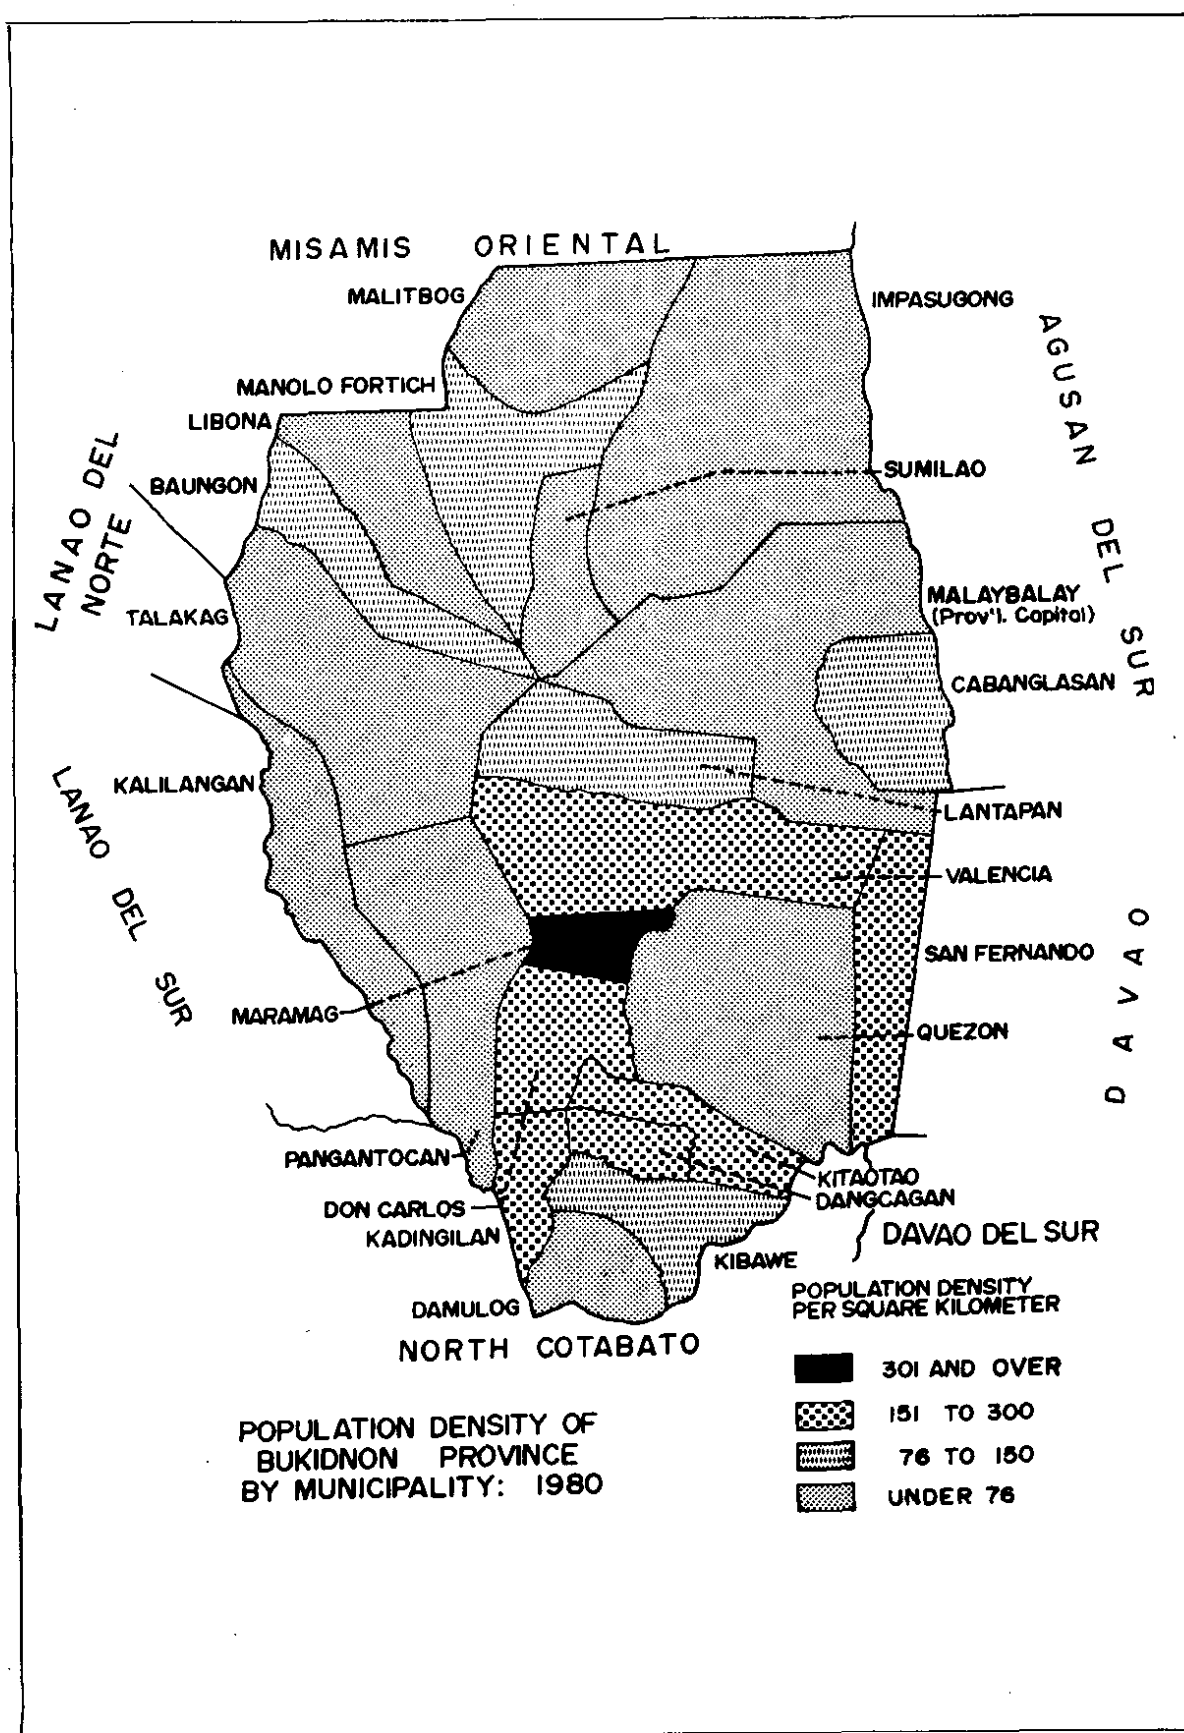 MISAMIS ORIENTAL
MALITBOG
IMPASUGONG
AGUSAN DEL SUR
MANOLO FORTICH
LIBONA
LANAO DEL
NORTE
BAUNGON
SUMILAO
MALAYBALAY
(Prov'l. Capital)
TALAKAG
CABANGLASAN
KALILANGAN
LANTAPAN
LANAO DEL SUR
VALENCIA
SAN FERNANDO
DAVAO
MARAMAG
QUEZON
PANGANTOCAN
KITAOTAO
DANGCAGAN
DON CARLOS
KADINGILAN
DAVAO DEL SUR
KIBAWE
DAMULOG
NORTH COTABATO
POPULATION DENSITY
PER SQUARE KILOMETER
301 AND OVER
151 TO 300
76 TO 150
UNDER 76
POPULATION DENSITY OF
BUKIDNON PROVINCE
BY MUNICIPALITY: 1980